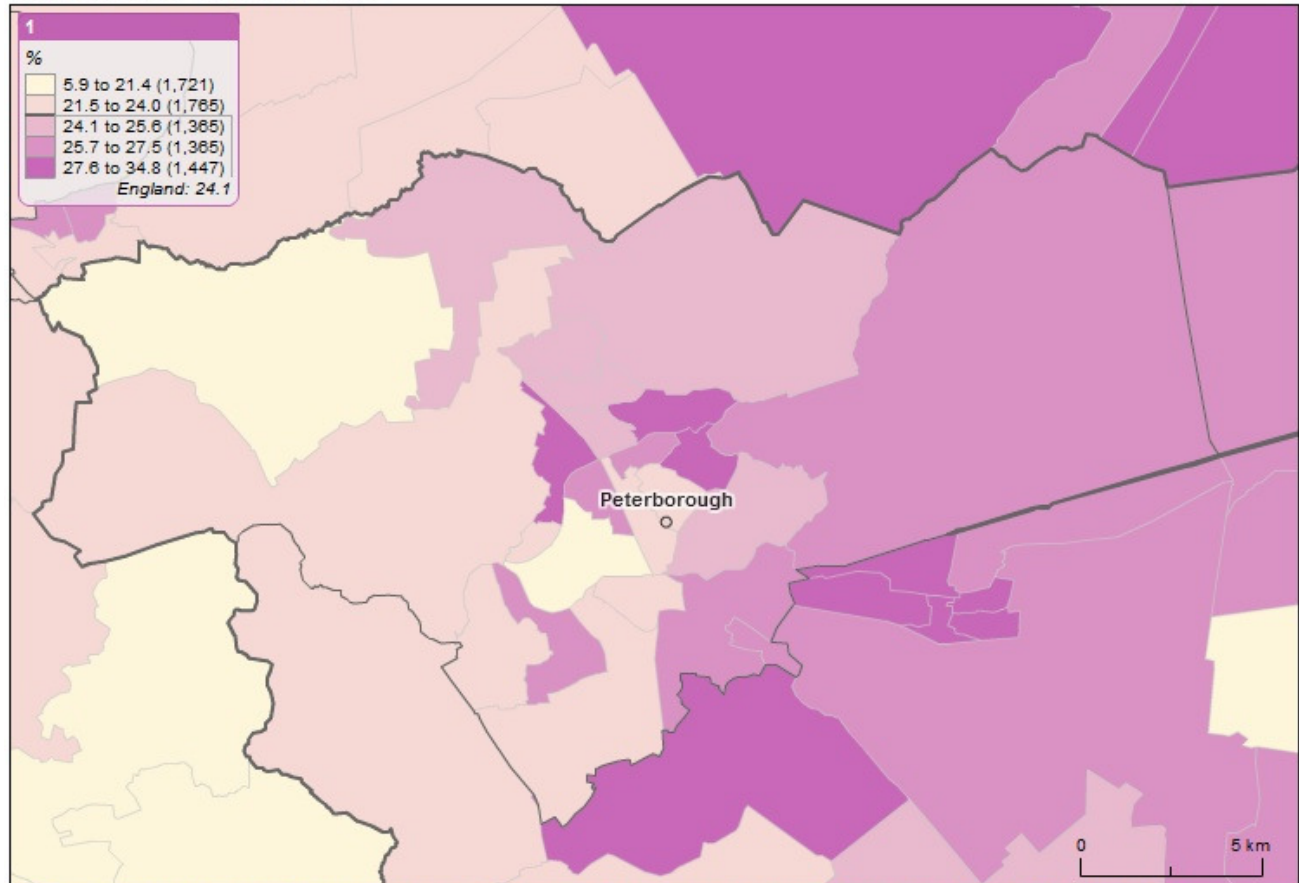 1
%
5.9 to 21.4 (1,721)
21.5 to 24.0 (1,765)
24.1 to 25.6 (1,365)
25.7 to 27.5 (1,365)
27.6 to 34.8 (1,447)
England: 24.1
Peterborough
0 5 km